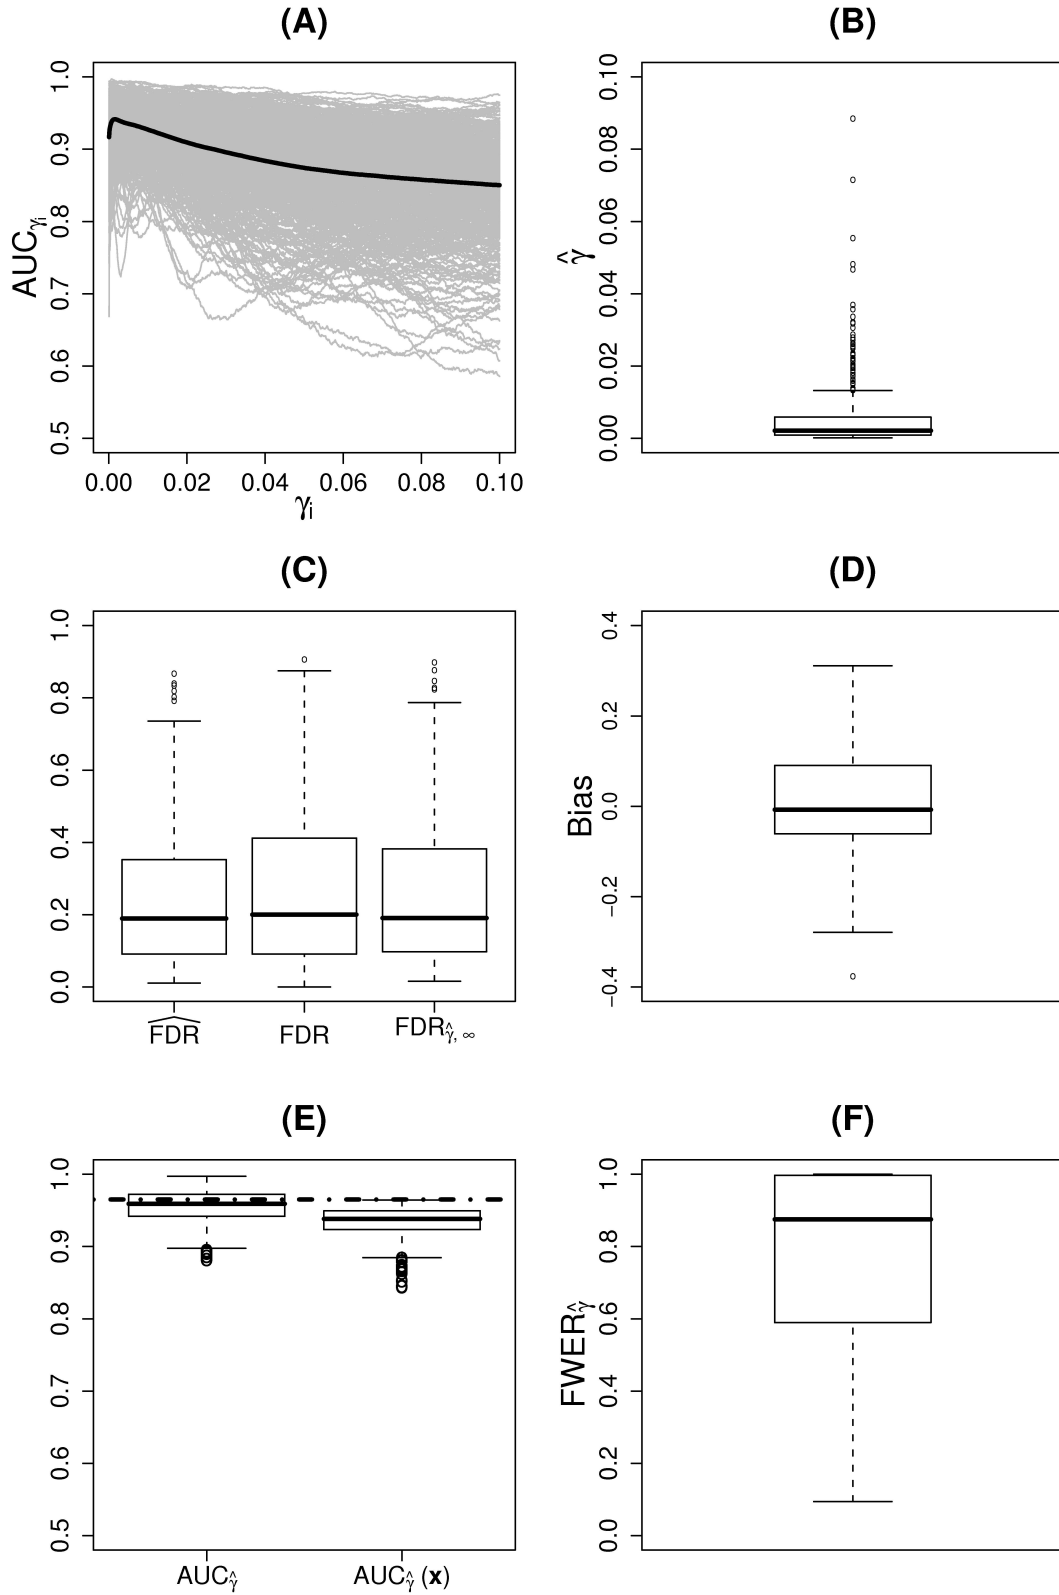 (A)
(B)
1.0
0.9
0.8
0.7
0.6
0.5
AUCγi
0.00 0.02 0.04 0.06 0.08 0.10
γi
0.10
0.08
0.06
0.04
0.02
0.00
γ̂
(C)
(D)
1.0
0.8
0.6
0.4
0.2
0.0
F͡DR FDR FDRγ̂, ∞
0.4
0.2
0.0
−0.2
−0.4
Bias
(E)
(F)
1.0
0.9
0.8
0.7
0.6
0.5
AUCγ̂ AUCγ̂ (x)
1.0
0.8
0.6
0.4
0.2
0.0
FWERγ̂